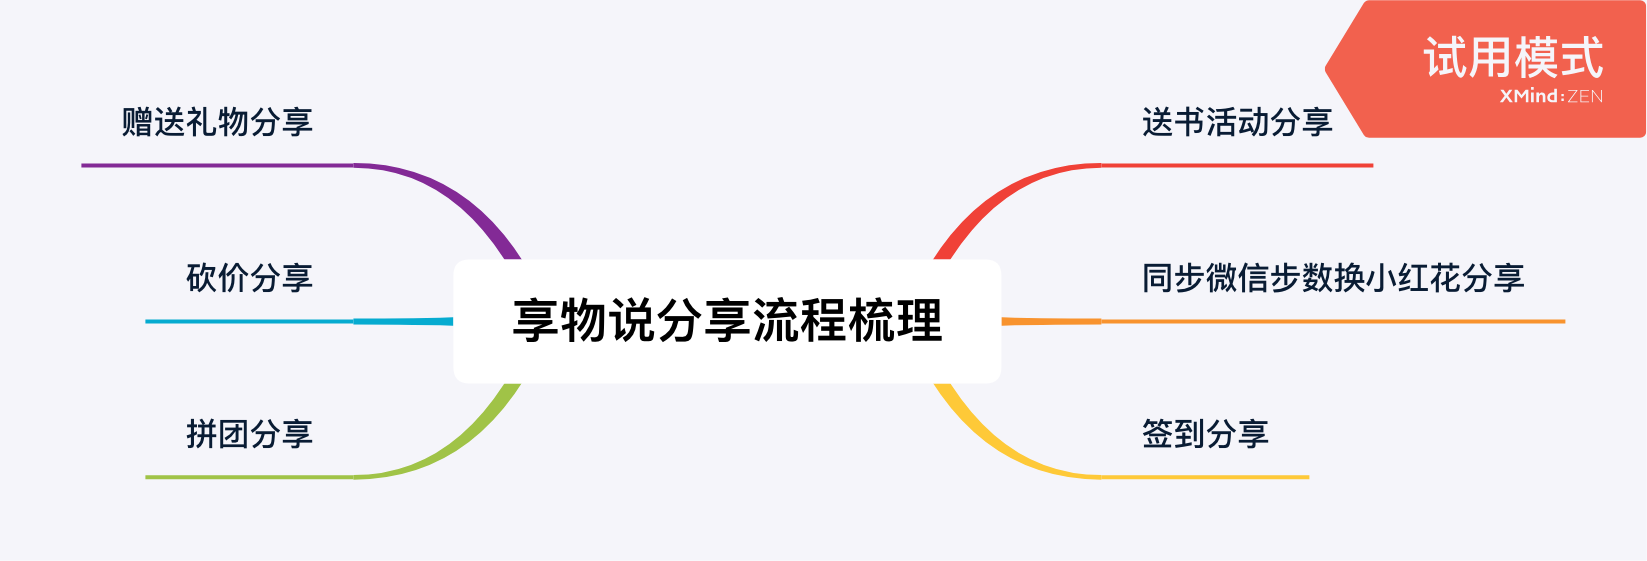 试用模式
XMind:ZEN
赠送礼物分享
送书活动分享
砍价分享
享物说分享流程梳理
同步微信步数换小红花分享
拼团分享
签到分享